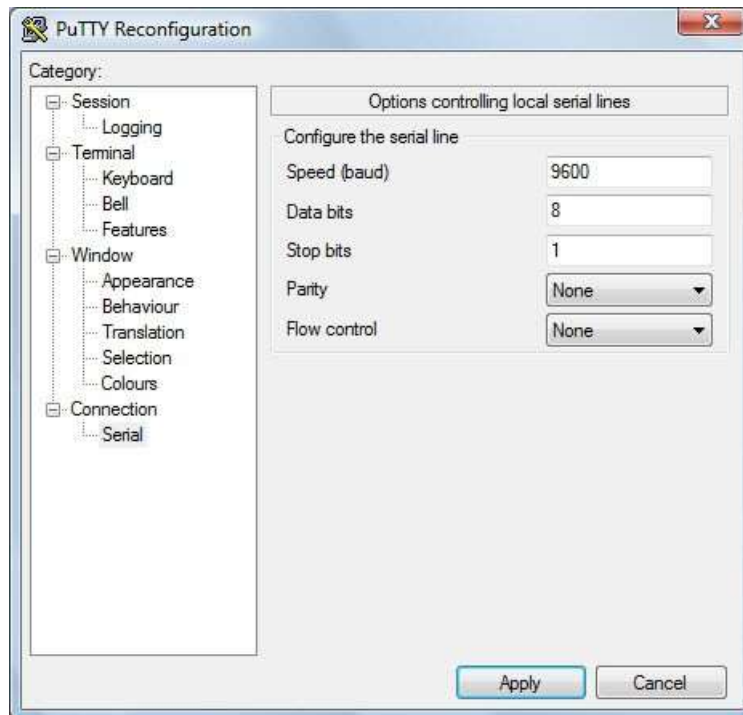 PuTTY Reconfiguration
Category:
Session
Logging
Terminal
Keyboard
Bell
Features
Window
Appearance
Behaviour
Translation
Selection
Colours
Connection
Serial
Options controlling local serial lines
Configure the serial line
Speed (baud) 9600
Data bits 8
Stop bits 1
Parity None
Flow control None
Apply Cancel